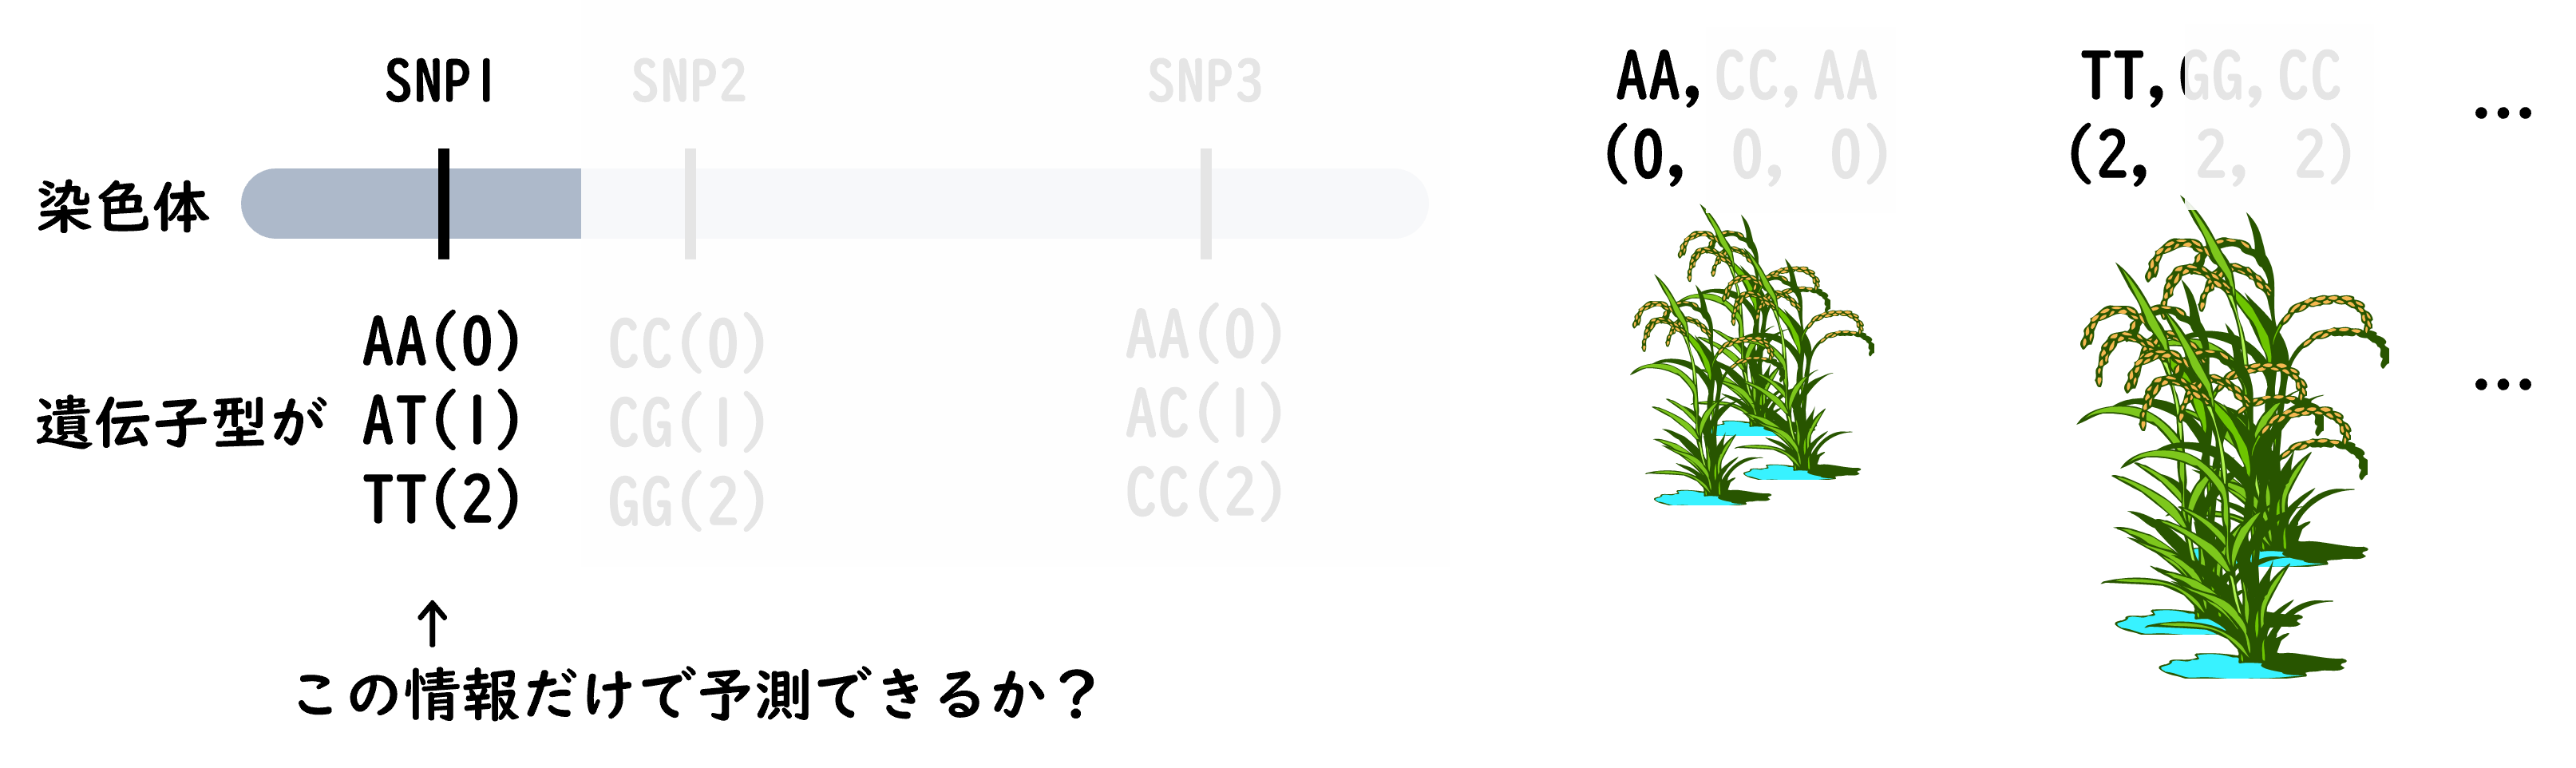 SNP1 SNP2 SNP3
AA, CC, AA
(0, 0, 0)
TT, GG, CC
(2, 2, 2)
…
染色体
遺伝子型が
AA(0)
AT(1)
TT(2)
CC(0)
CG(1)
GG(2)
AA(0)
AC(1)
CC(2)
…
↑
この情報だけで予測できるか？